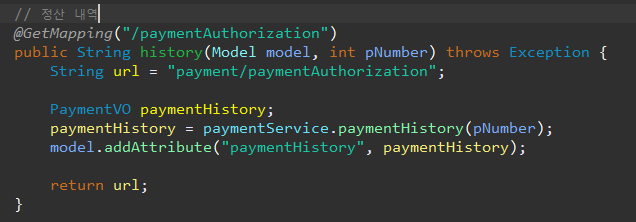 // 정산 내역
@GetMapping("/paymentAuthorization")
public String history(Model model, int pNumber) throws Exception {
    String url = "payment/paymentAuthorization";

    PaymentVO paymentHistory;
    paymentHistory = paymentService.paymentHistory(pNumber);
    model.addAttribute("paymentHistory", paymentHistory);

    return url;
}